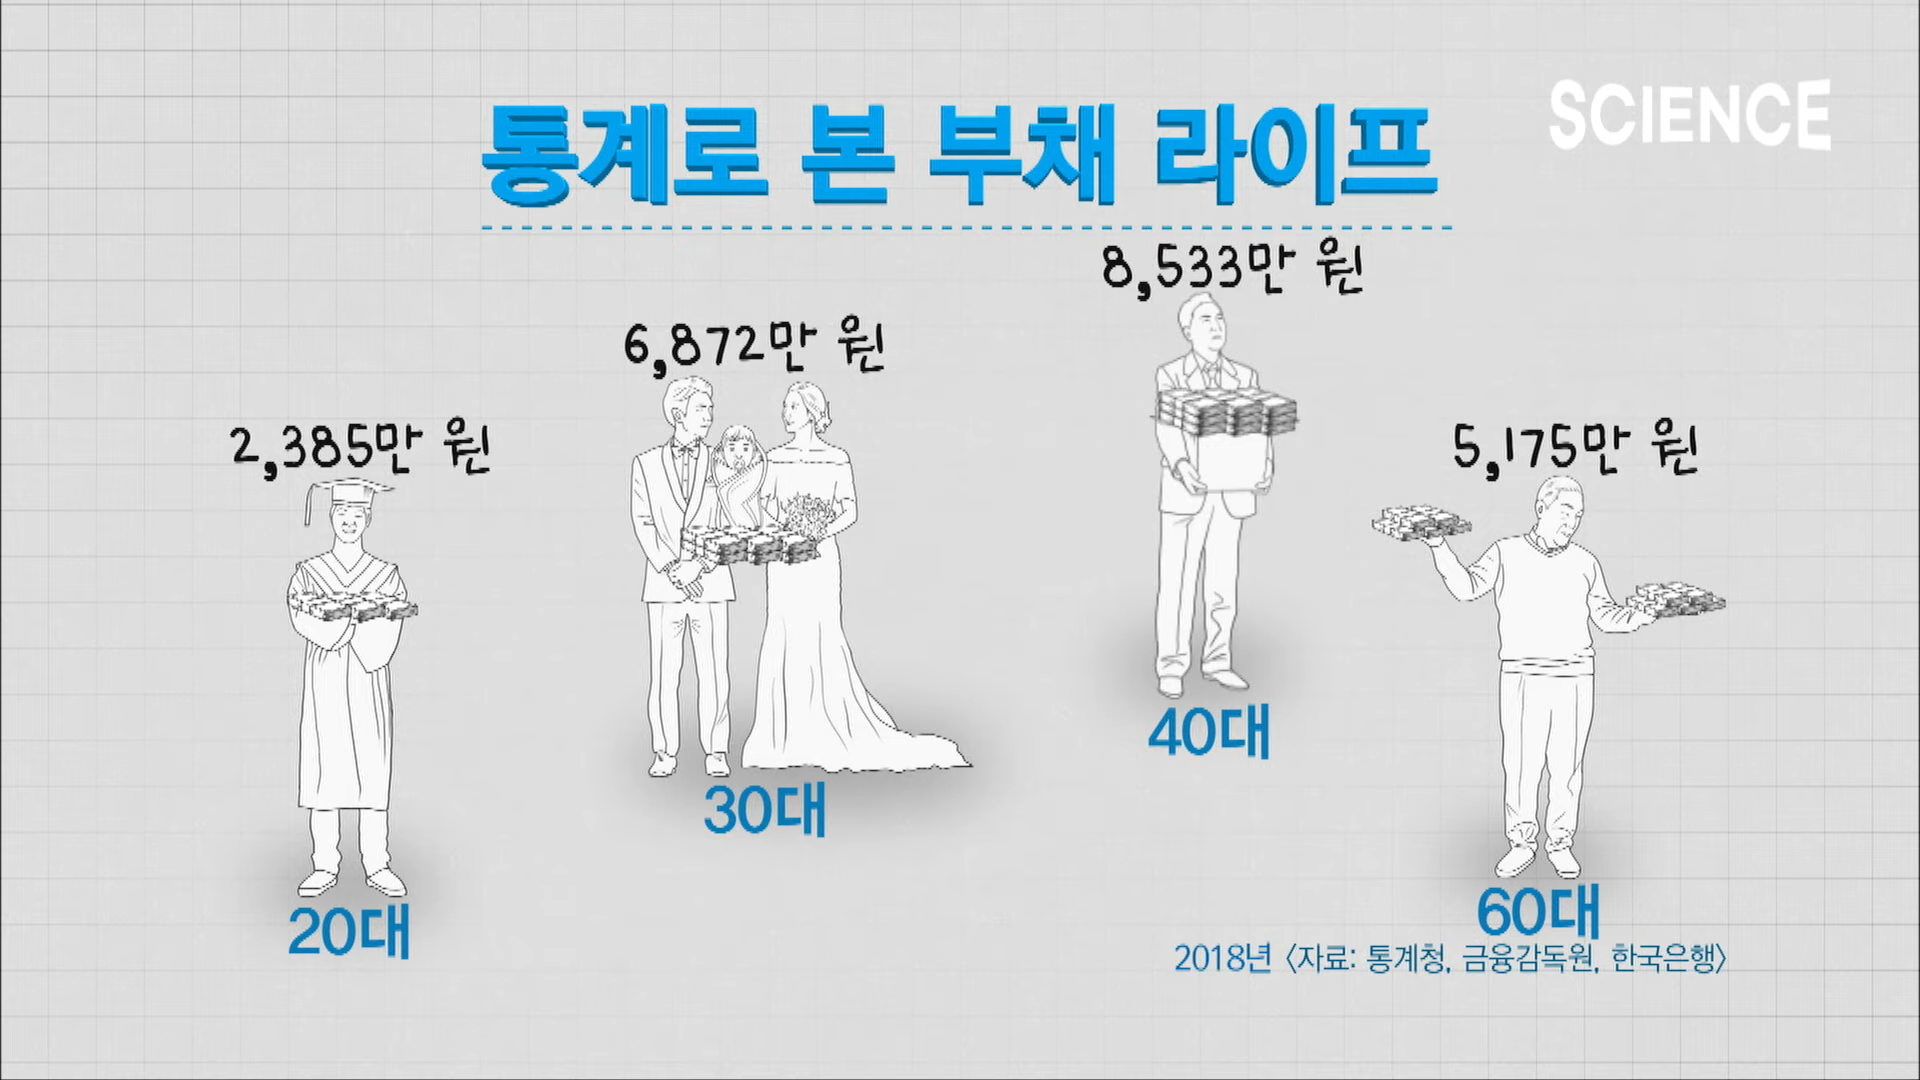 SCIENCE
통계로 본 부채 라이프
2,385만 원
20대
6,872만 원
30대
8,533만 원
40대
5,175만 원
60대
2018년 〈자료: 통계청, 금융감독원, 한국은행〉